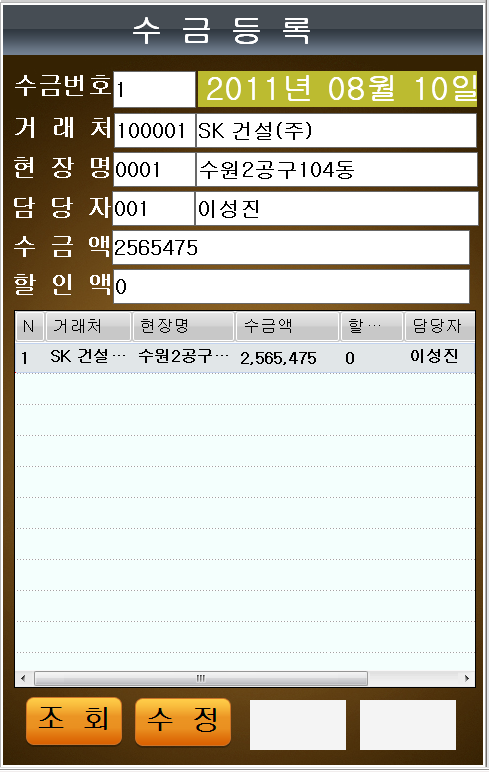 수 금 등 록
수금번호 1 2011년 08월 10일
거 래 처 100001 SK 건설(주)
현 장 명 0001 수원2공구104동
담 당 자 001 이성진
수 금 액 2565475
할 인 액 0
N 거래처 현장명 수금액 할··· 담당자
1 SK 건설··· 수원2공구··· 2,565,475 0 이성진
조 회 수 정